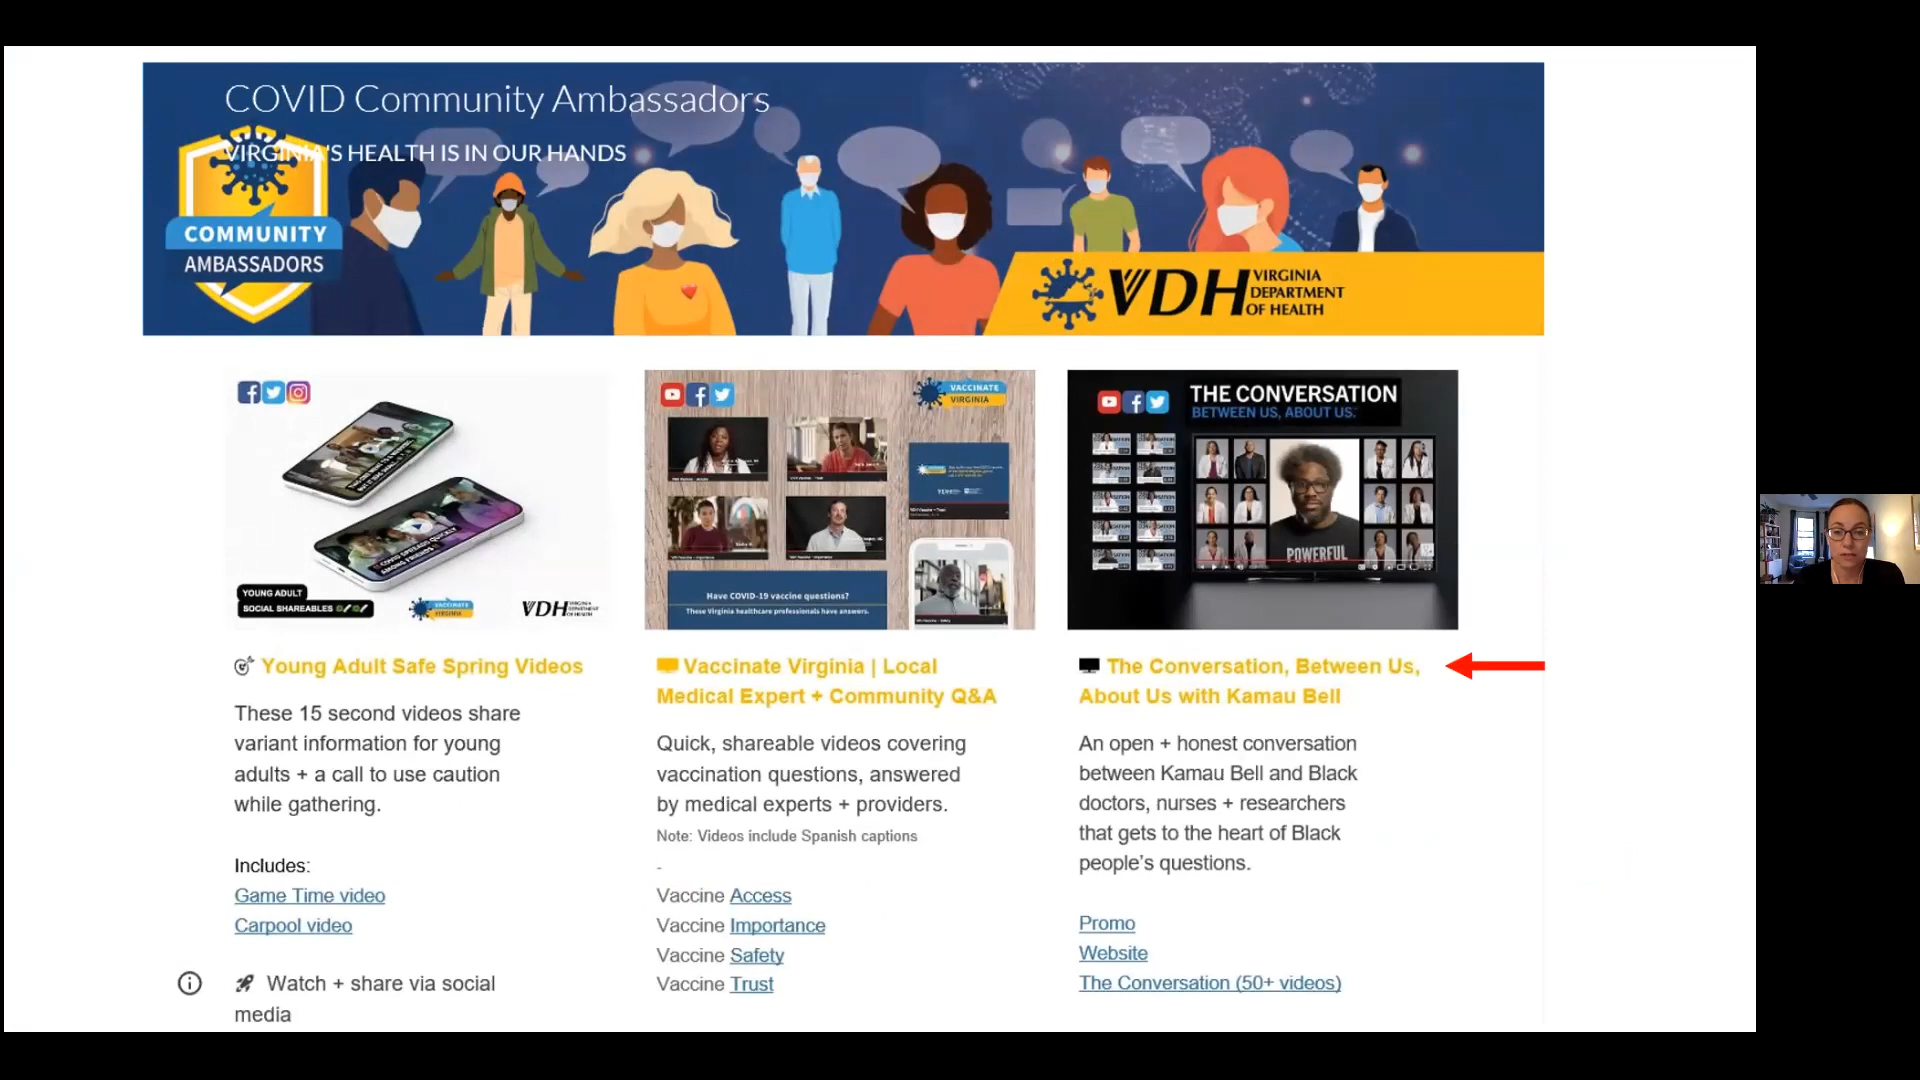 COVID Community Ambassadors
VIRGINIA'S HEALTH IS IN OUR HANDS
COMMUNITY
AMBASSADORS
VDH VIRGINIA
DEPARTMENT
OF HEALTH
YOUNG ADULT
SOCIAL SHAREABLES
VACCINATE
VIRGINIA
VDH VIRGINIA
DEPARTMENT
OF HEALTH
VACCINATE
VIRGINIA
Have COVID-19 vaccine questions?
These Virginia healthcare professionals have answers.
THE CONVERSATION
BETWEEN US, ABOUT US.
POWERFUL
Young Adult Safe Spring Videos
These 15 second videos share
variant information for young
adults + a call to use caution
while gathering.
Includes:
Game Time video
Carpool video
Watch + share via social
media
Vaccinate Virginia | Local
Medical Expert + Community Q&A
Quick, shareable videos covering
vaccination questions, answered
by medical experts + providers.
Note: Videos include Spanish captions
-
Vaccine Access
Vaccine Importance
Vaccine Safety
Vaccine Trust
The Conversation, Between Us,
About Us with Kamau Bell
An open + honest conversation
between Kamau Bell and Black
doctors, nurses + researchers
that gets to the heart of Black
people's questions.
Promo
Website
The Conversation (50+ videos)